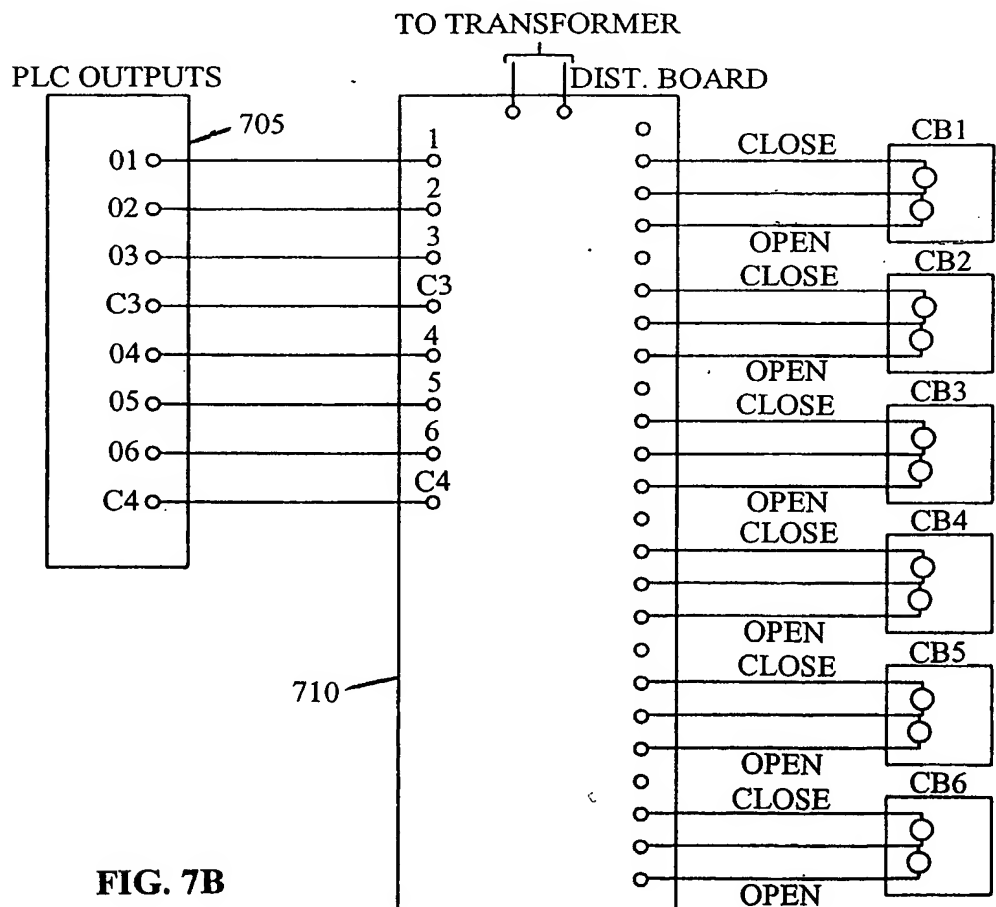 TO TRANSFORMER
PLC OUTPUTS
DIST. BOARD
705
01
02
03
C3
04
05
06
C4
1
2
3
C3
4
5
6
C4
710
CLOSE
CB1
OPEN
CLOSE
CB2
OPEN
CLOSE
CB3
OPEN
CLOSE
CB4
OPEN
CLOSE
CB5
OPEN
CLOSE
CB6
OPEN
FIG. 7B